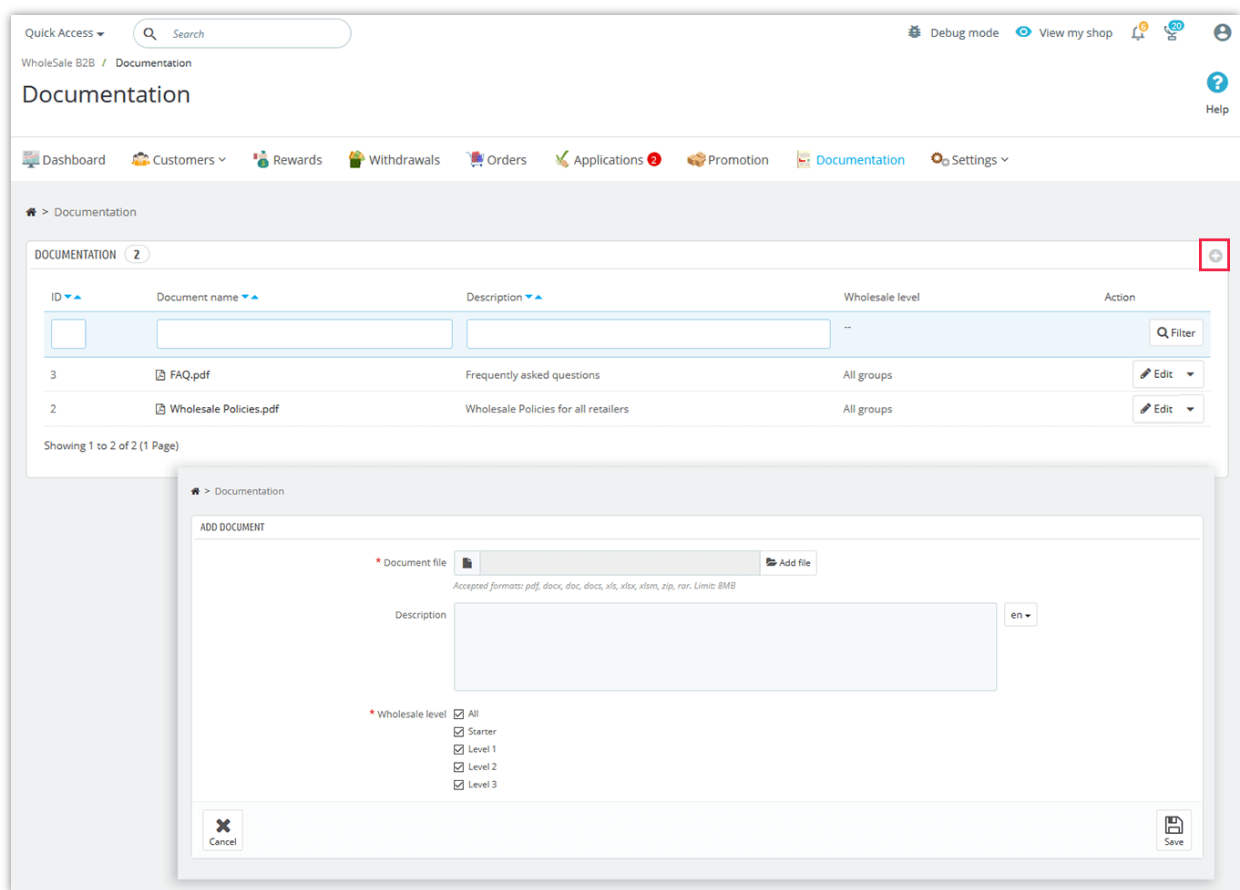 Quick Access Search Debug mode View my shop 6 20
WholeSale B2B / Documentation
Documentation
?
Help
Dashboard Customers Rewards Withdrawals Orders Applications 2 Promotion Documentation Settings
> Documentation
DOCUMENTATION 2
ID Document name Description Wholesale level Action
-- Filter
3 FAQ.pdf Frequently asked questions All groups Edit
2 Wholesale Policies.pdf Wholesale Policies for all retailers All groups Edit
Showing 1 to 2 of 2 (1 Page)
> Documentation
ADD DOCUMENT
* Document file Add file
Accepted formats: pdf, docx, doc, docs, xls, xlsx, xlsm, zip, rar. Limit: 8MB
Description en
* Wholesale level All
Starter
Level 1
Level 2
Level 3
Cancel Save